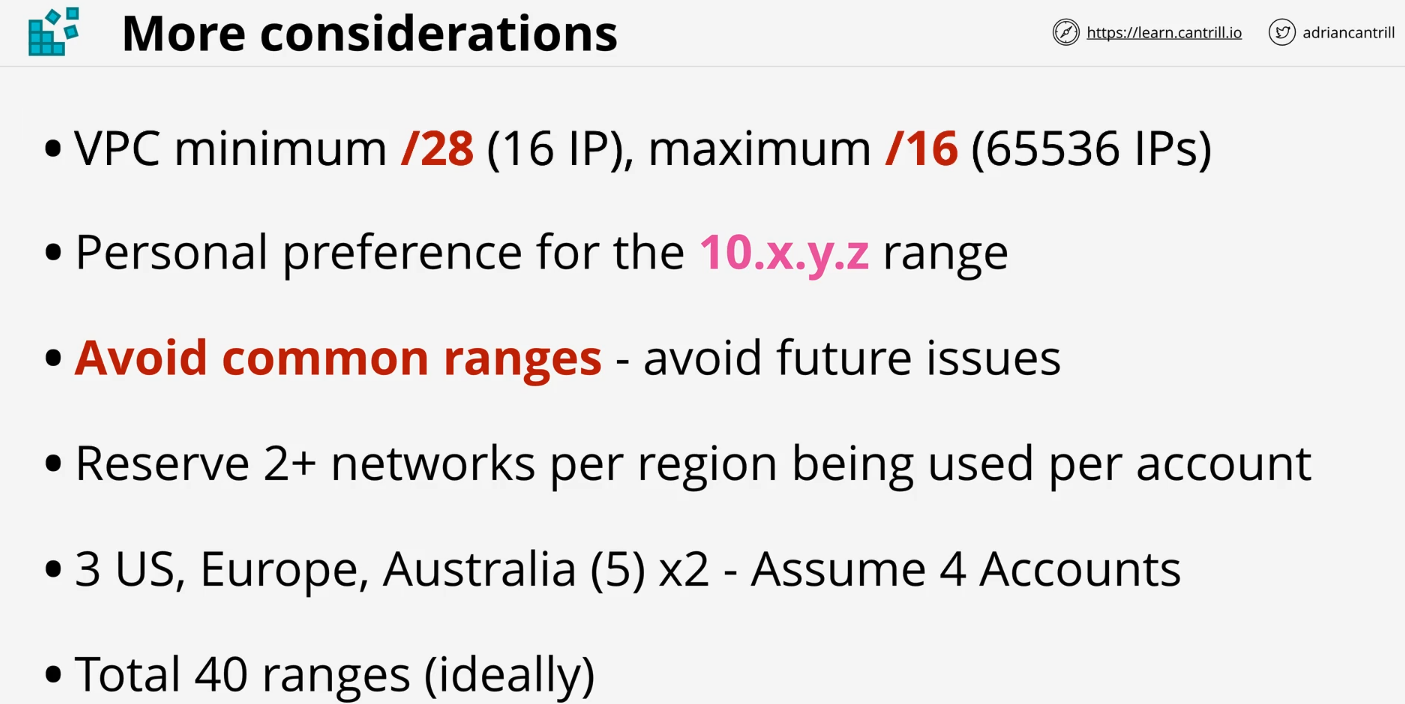 More considerations
https://learn.cantrill.io
adriancantrill
• VPC minimum /28 (16 IP), maximum /16 (65536 IPs)
• Personal preference for the 10.x.y.z range
• Avoid common ranges - avoid future issues
• Reserve 2+ networks per region being used per account
• 3 US, Europe, Australia (5) x2 - Assume 4 Accounts
• Total 40 ranges (ideally)